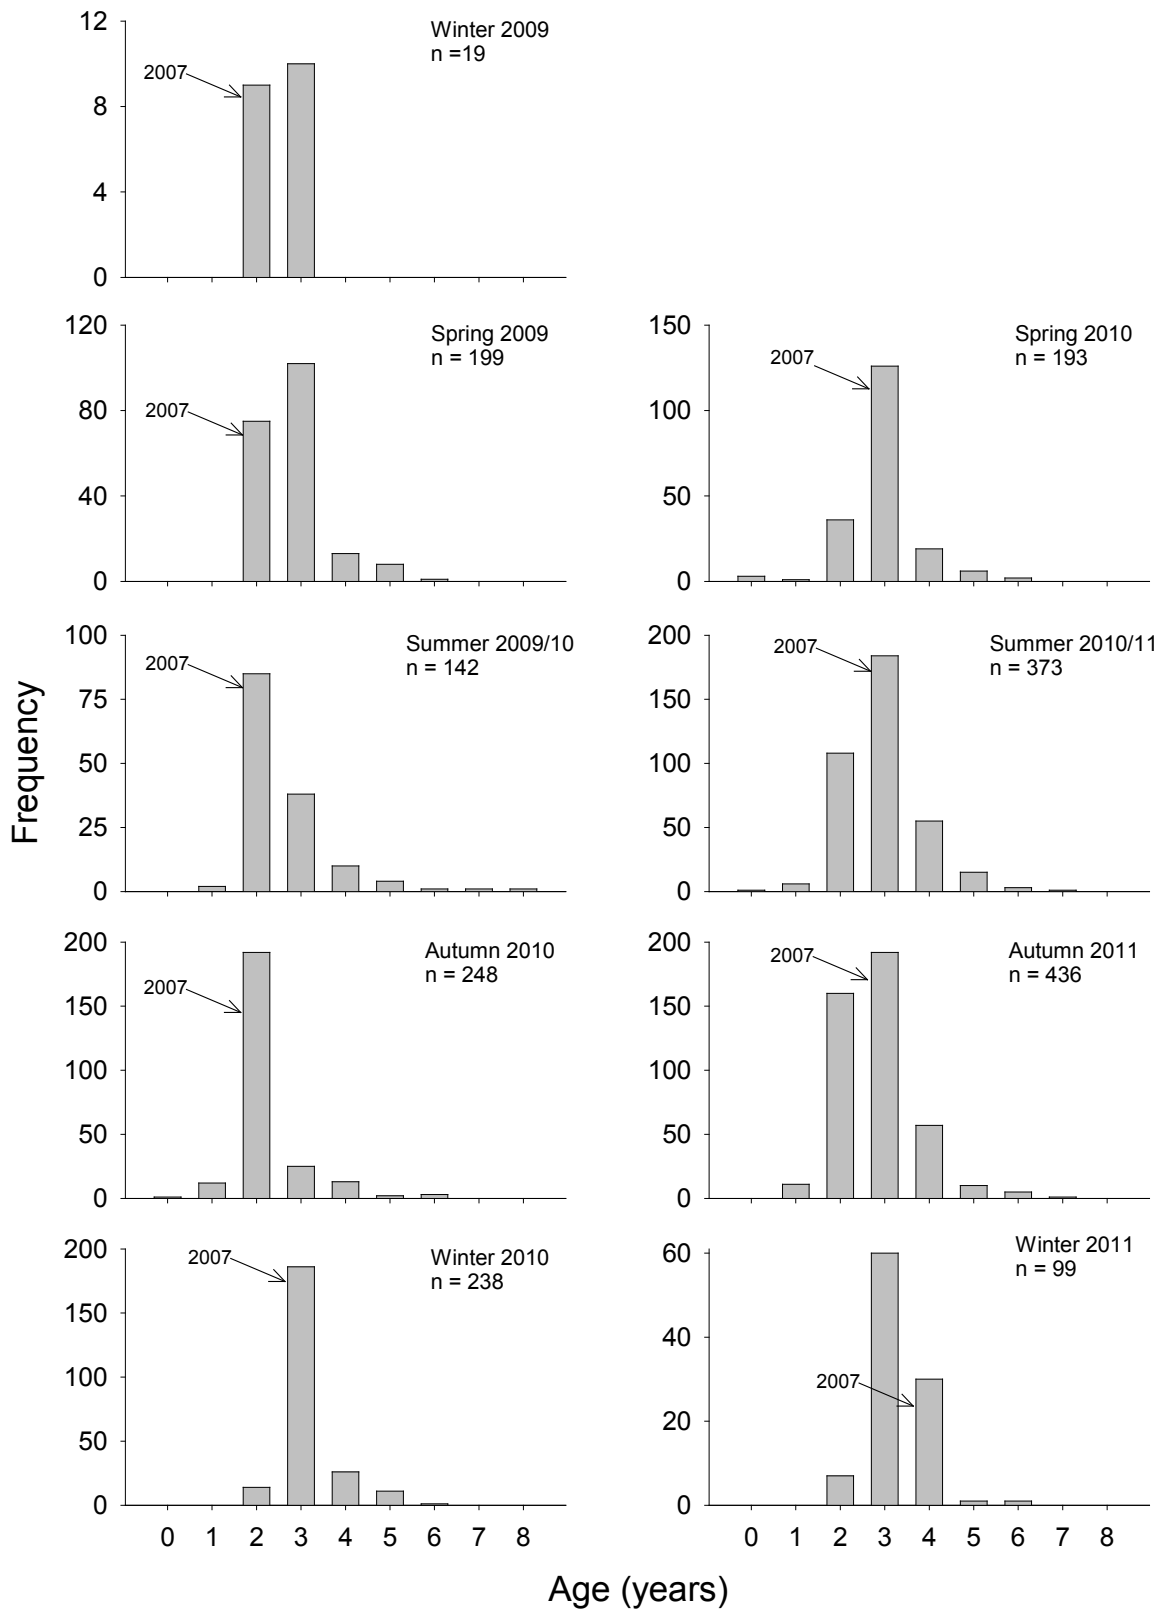 Winter 2009
n =19
2007
12
8
4
0
Spring 2009
n = 199
2007
120
80
40
0
Spring 2010
n = 193
2007
150
100
50
0
Summer 2009/10
n = 142
2007
100
75
50
25
0
Summer 2010/11
n = 373
2007
200
150
100
50
0
Frequency
Autumn 2010
n = 248
2007
200
150
100
50
0
Autumn 2011
n = 436
2007
200
150
100
50
0
Winter 2010
n = 238
2007
200
150
100
50
0
0 1 2 3 4 5 6 7 8
Winter 2011
n = 99
2007
60
40
20
0
0 1 2 3 4 5 6 7 8
Age (years)